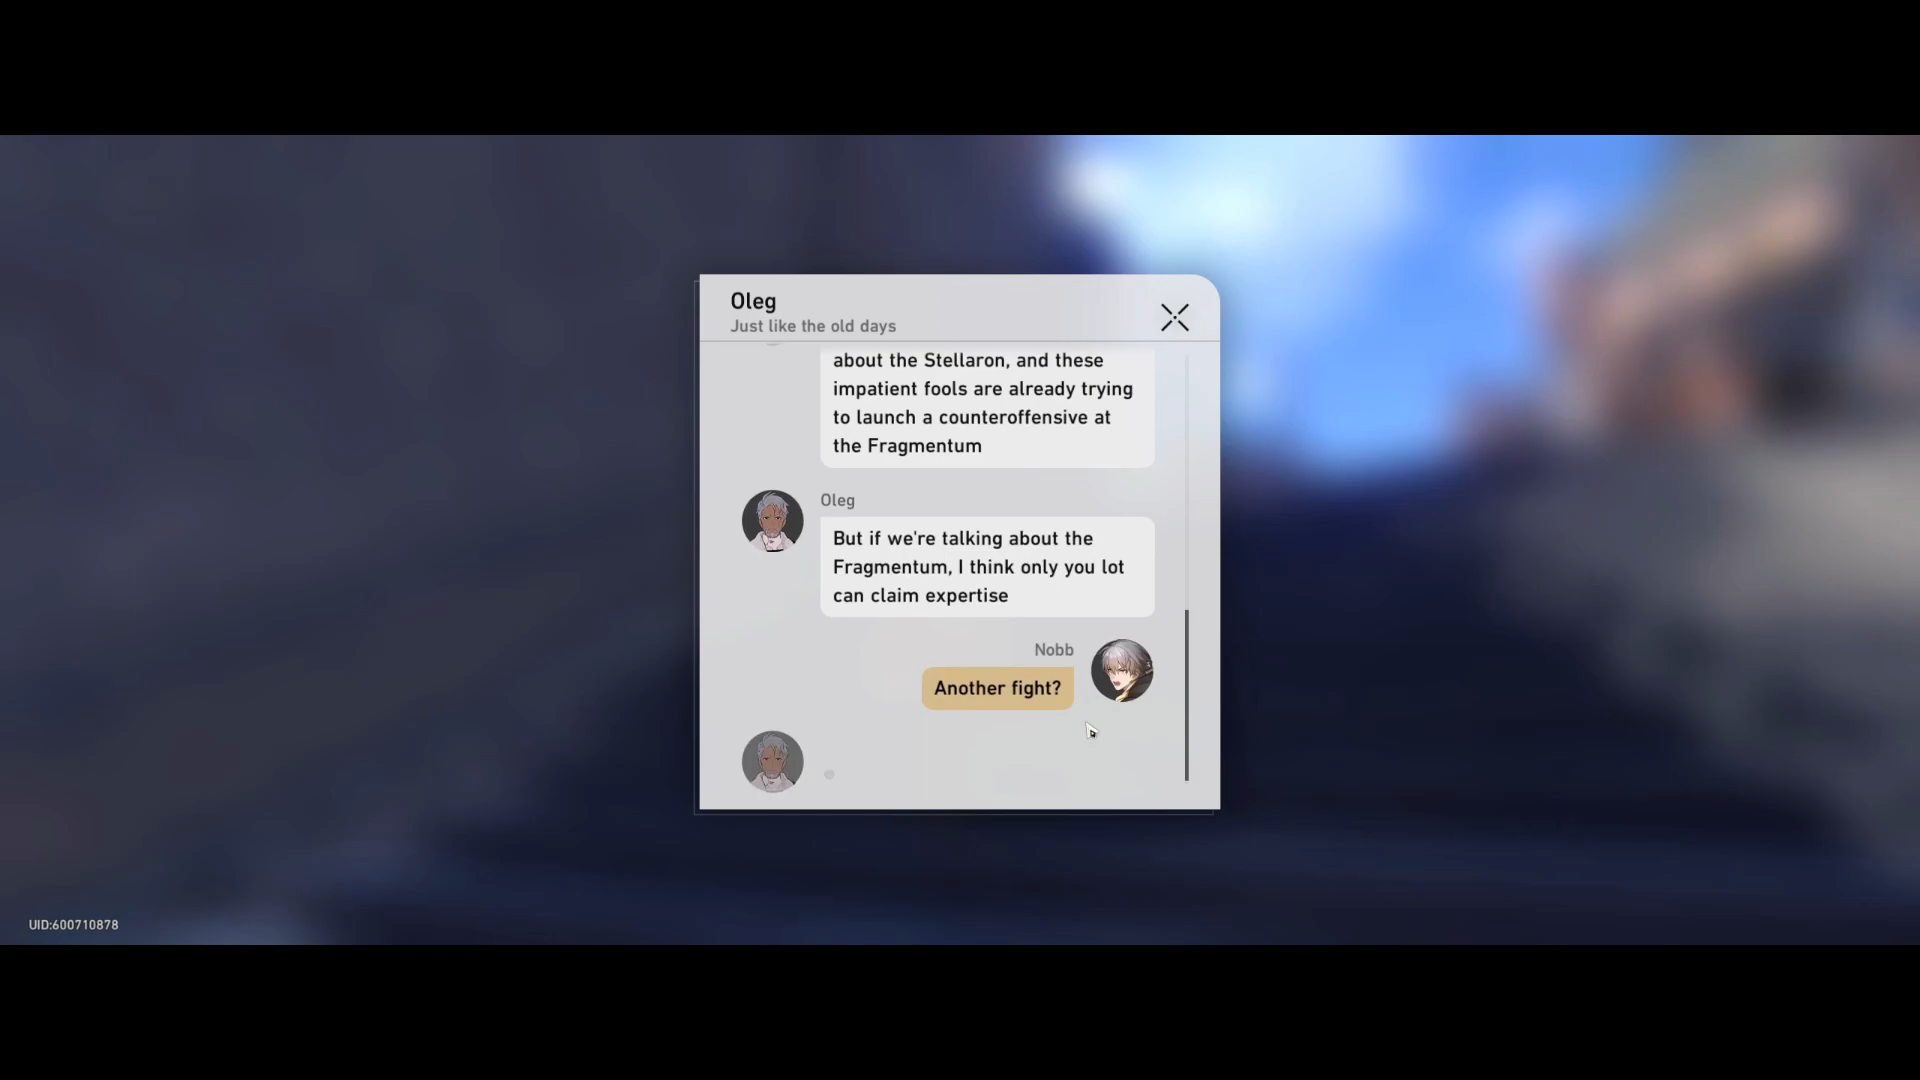 Oleg
Just like the old days
about the Stellaron, and these
impatient fools are already trying
to launch a counteroffensive at
the Fragmentum
Oleg
But if we're talking about the
Fragmentum, I think only you lot
can claim expertise
Nobb
Another fight?
UID:600710878